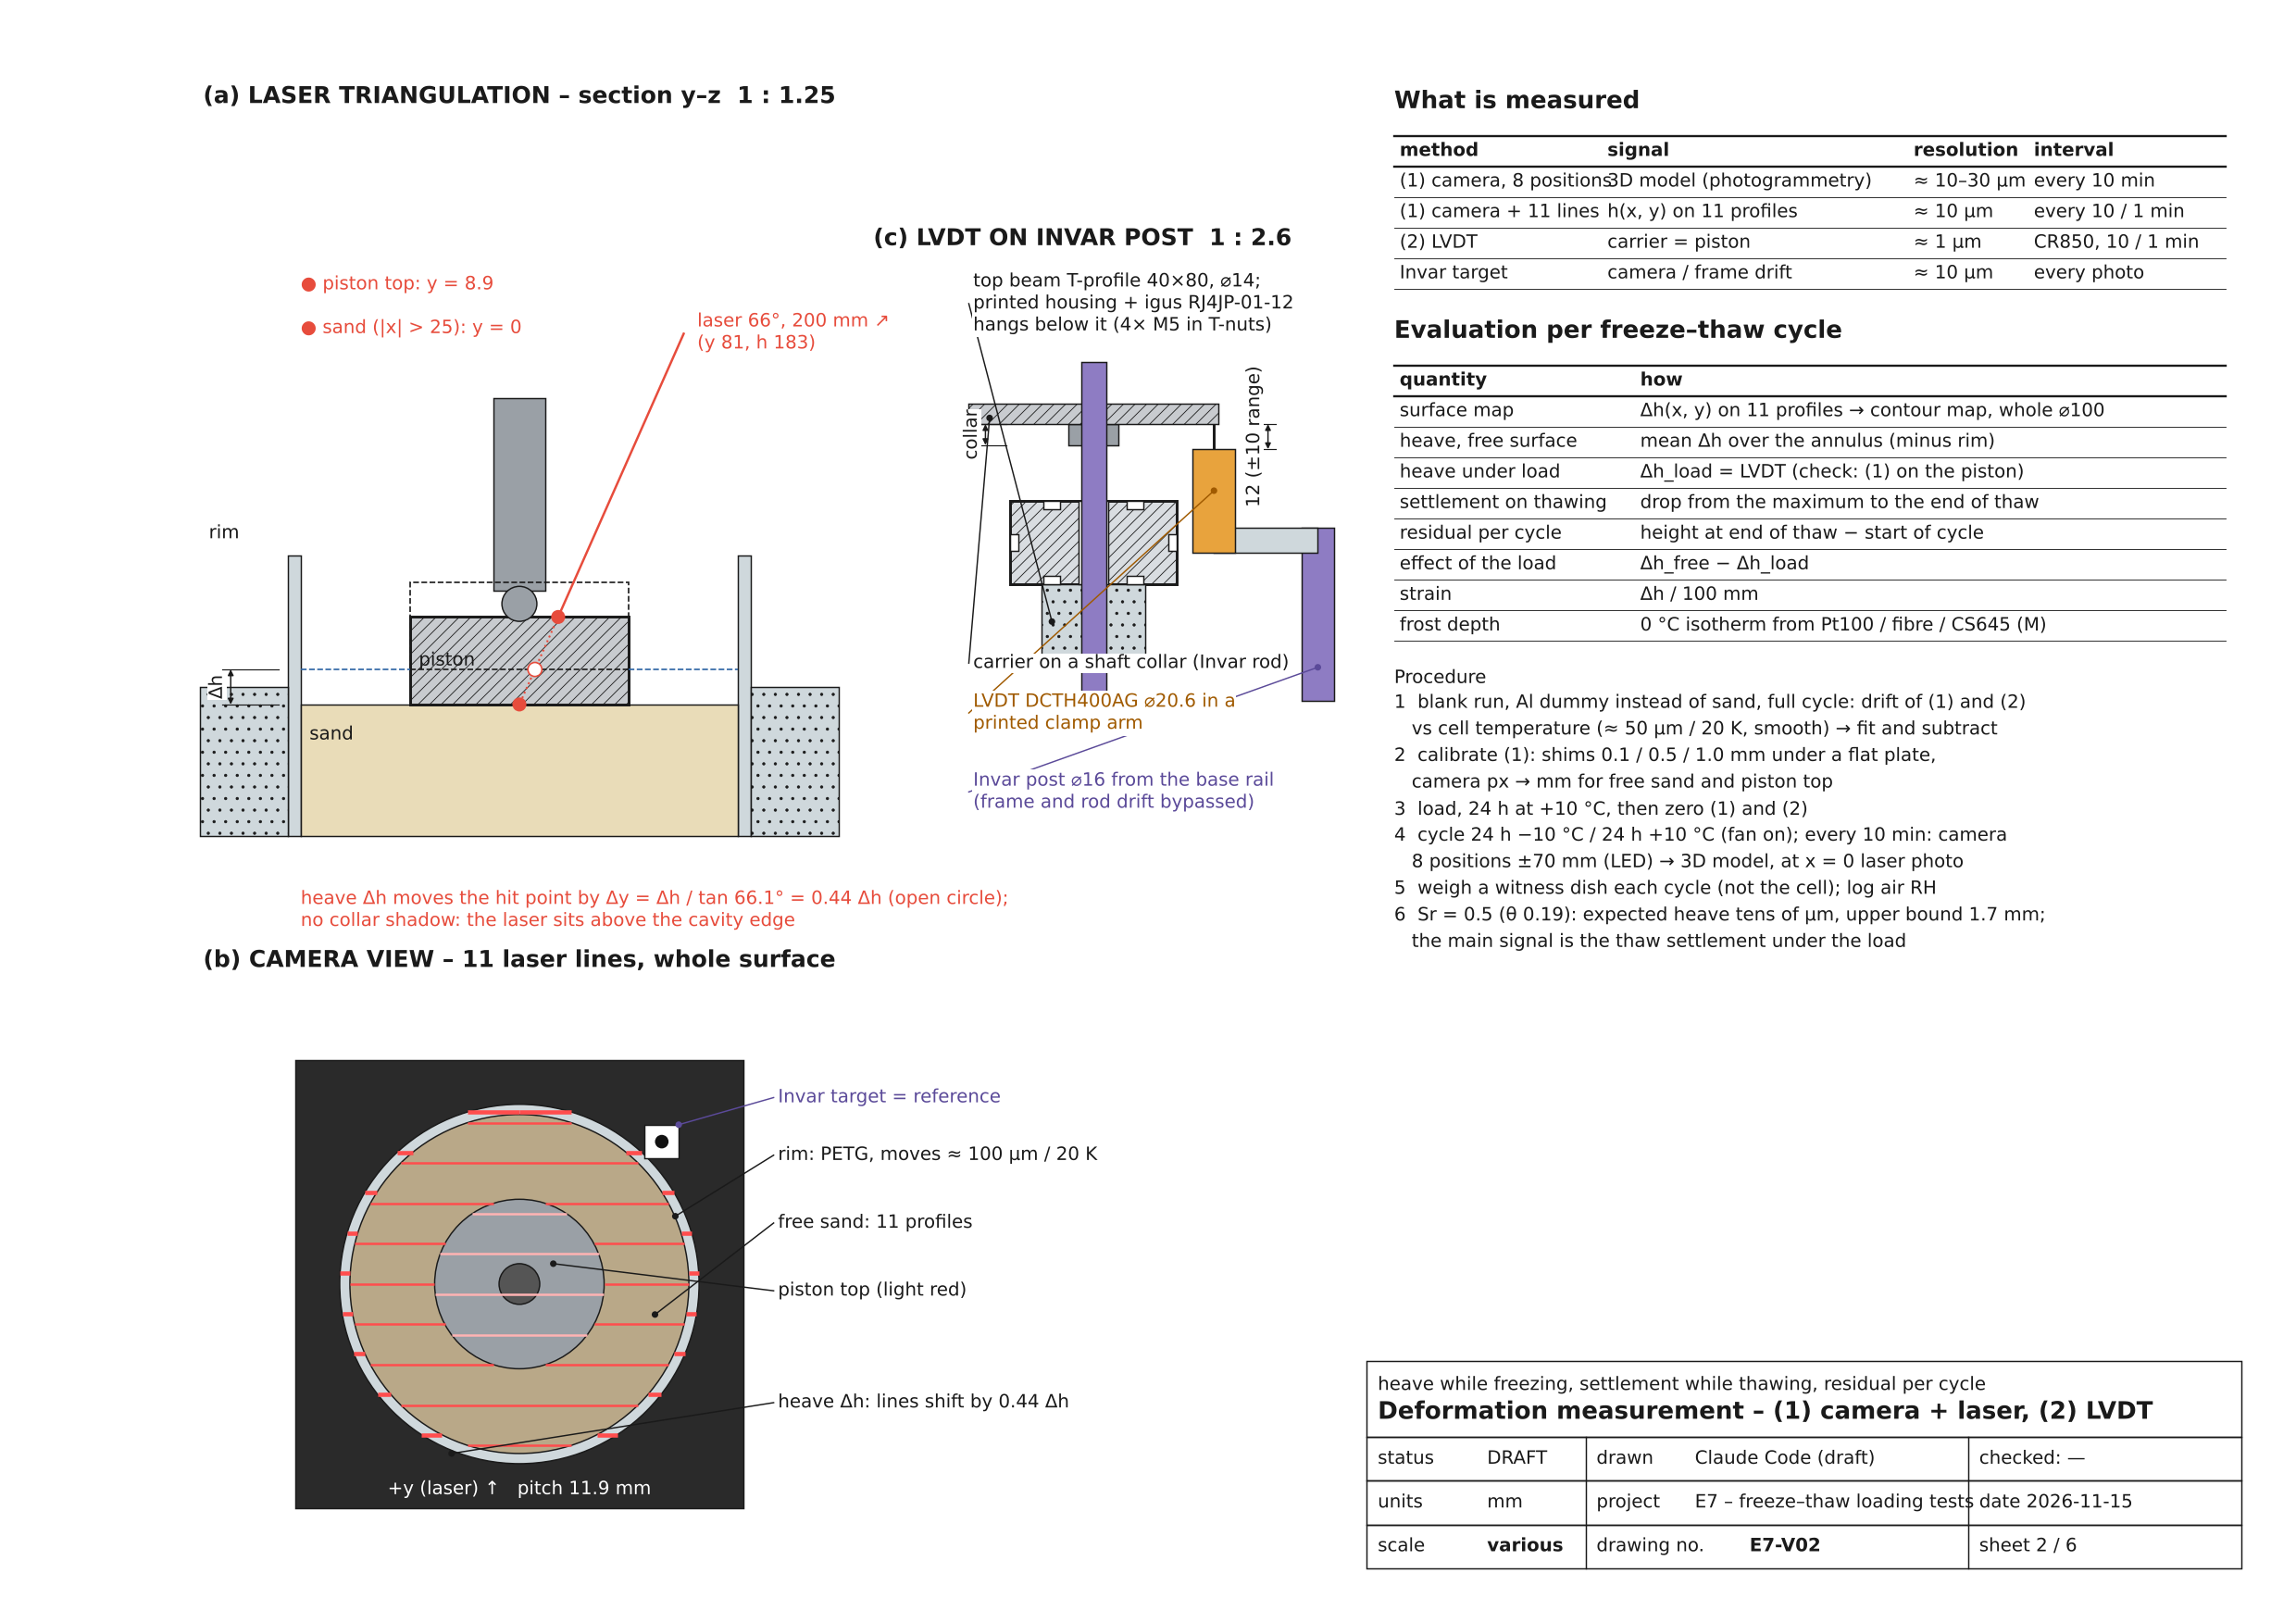 (a) LASER TRIANGULATION – section y–z  1 : 1.25
● piston top: y = 8.9
● sand (|x| > 25): y = 0
laser 66°, 200 mm ↗
(y 81, h 183)
rim
piston
Δh
sand
heave Δh moves the hit point by Δy = Δh / tan 66.1° = 0.44 Δh (open circle);
no collar shadow: the laser sits above the cavity edge
(b) CAMERA VIEW – 11 laser lines, whole surface
Invar target = reference
rim: PETG, moves ≈ 100 µm / 20 K
free sand: 11 profiles
piston top (light red)
heave Δh: lines shift by 0.44 Δh
+y (laser) ↑   pitch 11.9 mm
(c) LVDT ON INVAR POST  1 : 2.6
top beam T-profile 40×80, ⌀14;
printed housing + igus RJ4JP-01-12
hangs below it (4× M5 in T-nuts)
collar
12 (±10 range)
carrier on a shaft collar (Invar rod)
LVDT DCTH400AG ⌀20.6 in a
printed clamp arm
Invar post ⌀16 from the base rail
(frame and rod drift bypassed)
What is measured
method signal resolution interval
(1) camera, 8 positions 3D model (photogrammetry) ≈ 10–30 µm every 10 min
(1) camera + 11 lines h(x, y) on 11 profiles ≈ 10 µm every 10 / 1 min
(2) LVDT carrier = piston ≈ 1 µm CR850, 10 / 1 min
Invar target camera / frame drift ≈ 10 µm every photo
Evaluation per freeze–thaw cycle
quantity how
surface map Δh(x, y) on 11 profiles → contour map, whole ⌀100
heave, free surface mean Δh over the annulus (minus rim)
heave under load Δh_load = LVDT (check: (1) on the piston)
settlement on thawing drop from the maximum to the end of thaw
residual per cycle height at end of thaw − start of cycle
effect of the load Δh_free − Δh_load
strain Δh / 100 mm
frost depth 0 °C isotherm from Pt100 / fibre / CS645 (M)
Procedure
1  blank run, Al dummy instead of sand, full cycle: drift of (1) and (2)
vs cell temperature (≈ 50 µm / 20 K, smooth) → fit and subtract
2  calibrate (1): shims 0.1 / 0.5 / 1.0 mm under a flat plate,
camera px → mm for free sand and piston top
3  load, 24 h at +10 °C, then zero (1) and (2)
4  cycle 24 h −10 °C / 24 h +10 °C (fan on); every 10 min: camera
8 positions ±70 mm (LED) → 3D model, at x = 0 laser photo
5  weigh a witness dish each cycle (not the cell); log air RH
6  Sr = 0.5 (θ 0.19): expected heave tens of µm, upper bound 1.7 mm;
the main signal is the thaw settlement under the load
heave while freezing, settlement while thawing, residual per cycle
Deformation measurement – (1) camera + laser, (2) LVDT
status DRAFT drawn Claude Code (draft) checked: —
units mm project E7 – freeze–thaw loading tests date 2026-11-15
scale various drawing no. E7-V02 sheet 2 / 6